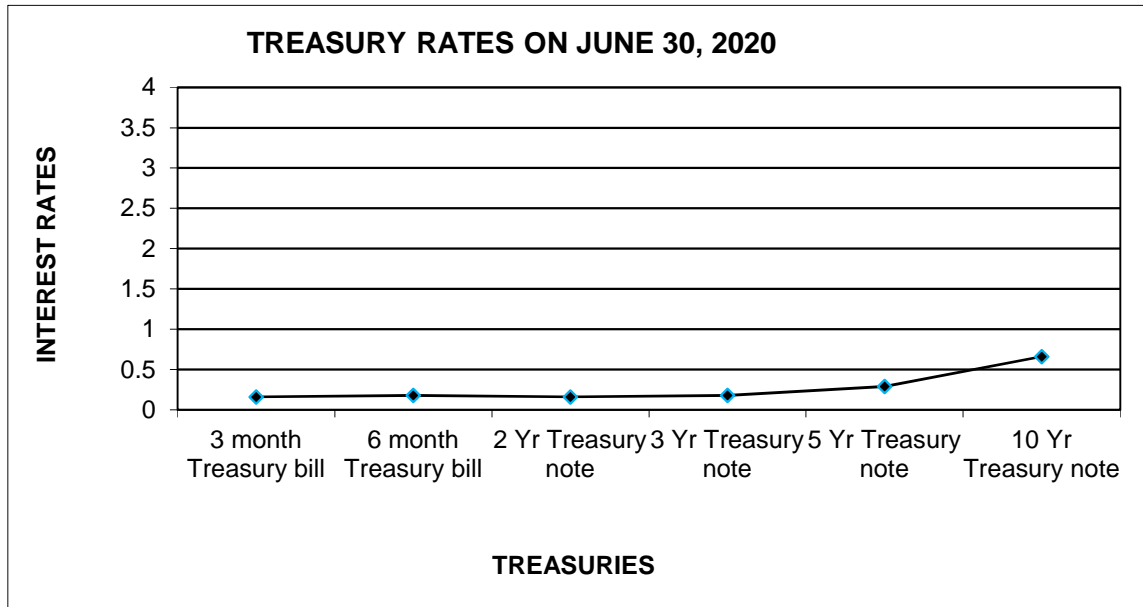 TREASURY RATES ON JUNE 30, 2020
INTEREST RATES
4
3.5
3
2.5
2
1.5
1
0.5
0
3 month
Treasury bill
6 month
Treasury bill
2 Yr Treasury
note
3 Yr Treasury
note
5 Yr Treasury
note
10 Yr
Treasury note
TREASURIES